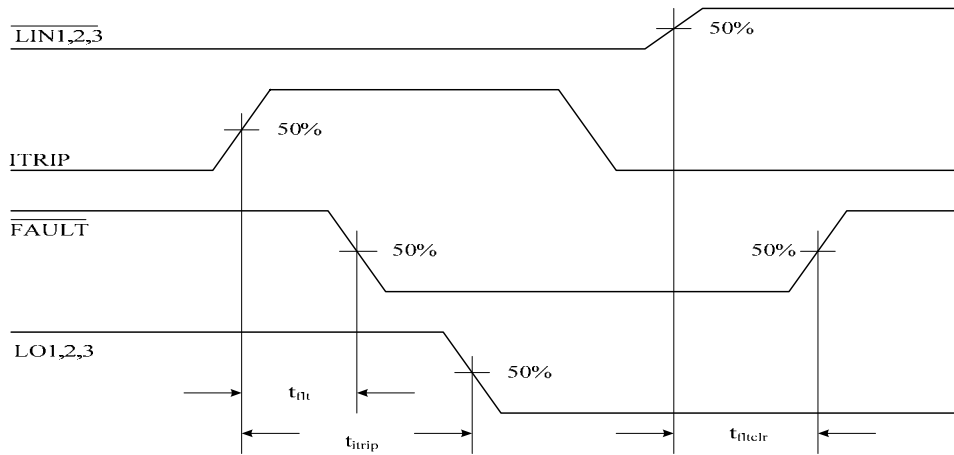 LIN1,2,3
50%
50%
ITRIP
FAULT
50%
50%
LO1,2,3
50%
tflt
titrip
tfltclr